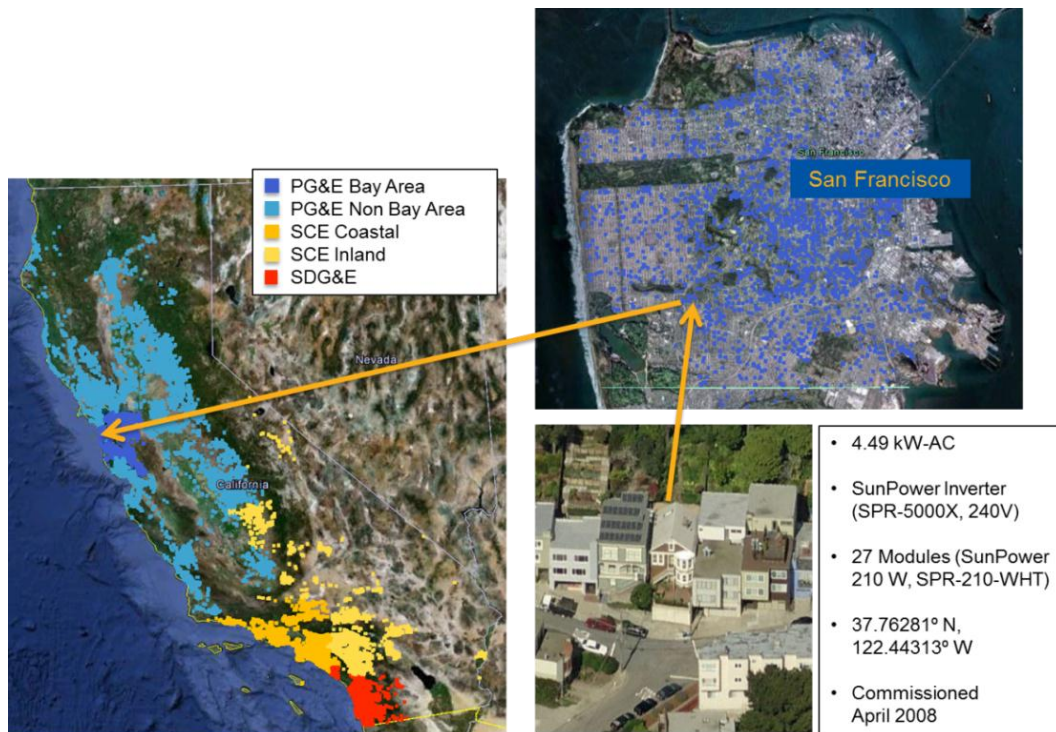 PG&E Bay Area
PG&E Non Bay Area
SCE Coastal
SCE Inland
SDG&E
Nevada
California
San Francisco
San Francisco
• 4.49 kW-AC
• SunPower Inverter
(SPR-5000X, 240V)
• 27 Modules (SunPower
210 W, SPR-210-WHT)
• 37.76281º N,
122.44313º W
• Commissioned
April 2008